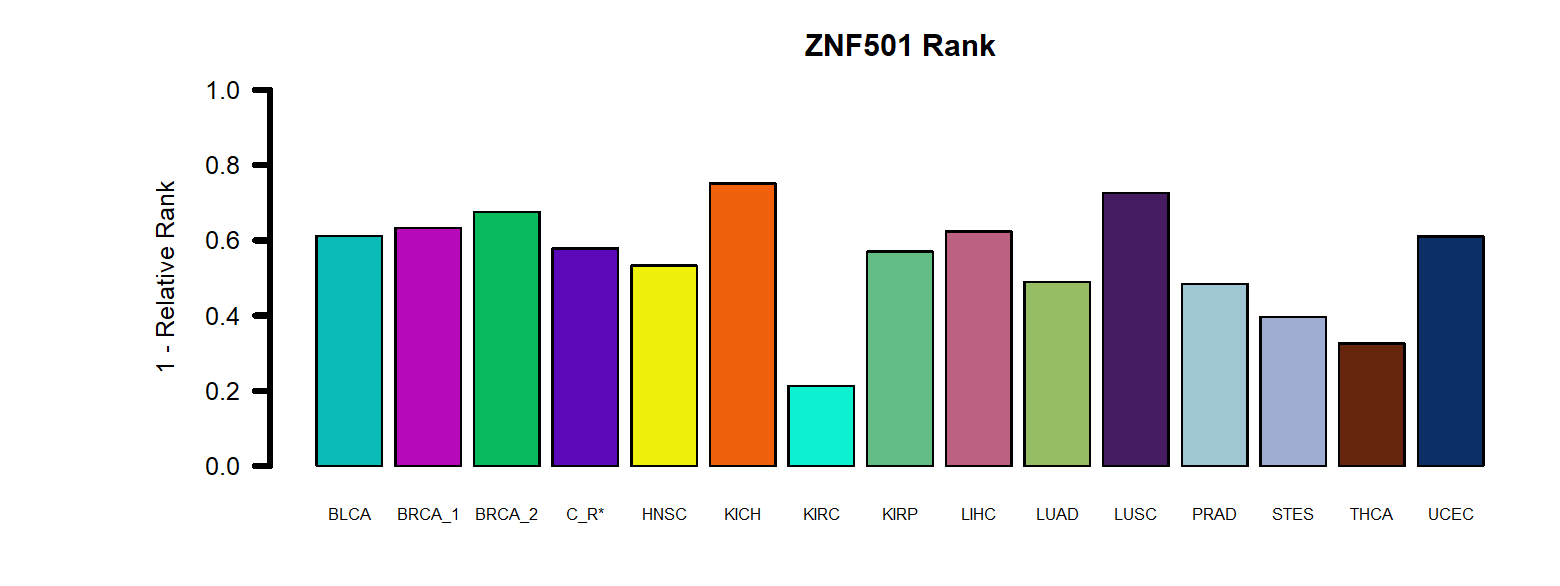 ZNF501 Rank
1 - Relative Rank
1.0
0.8
0.6
0.4
0.2
0.0
BLCA BRCA_1 BRCA_2 C_R* HNSC KICH KIRC KIRP LIHC LUAD LUSC PRAD STES THCA UCEC